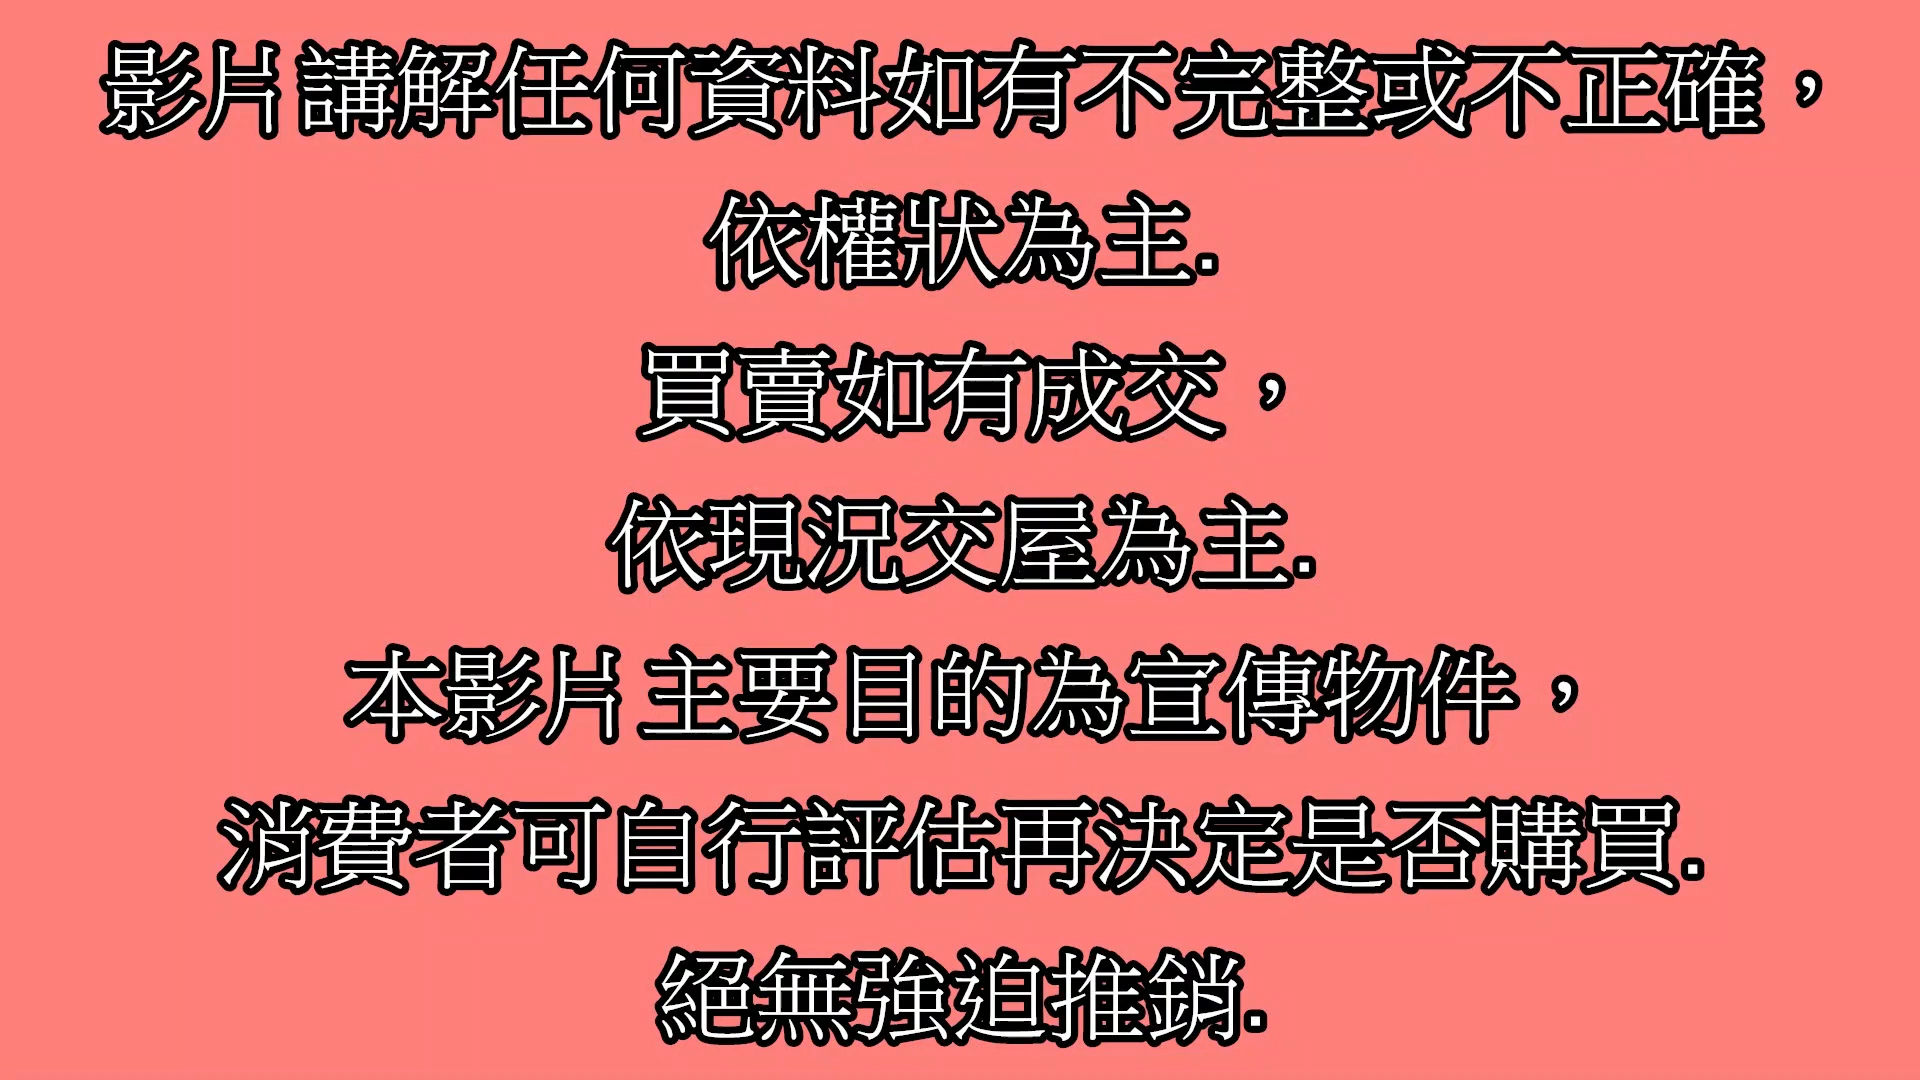 影片講解任何資料如有不完整或不正確，
依權狀為主.
買賣如有成交，
依現況交屋為主.
本影片主要目的為宣傳物件，
消費者可自行評估再決定是否購買.
絕無強迫推銷.